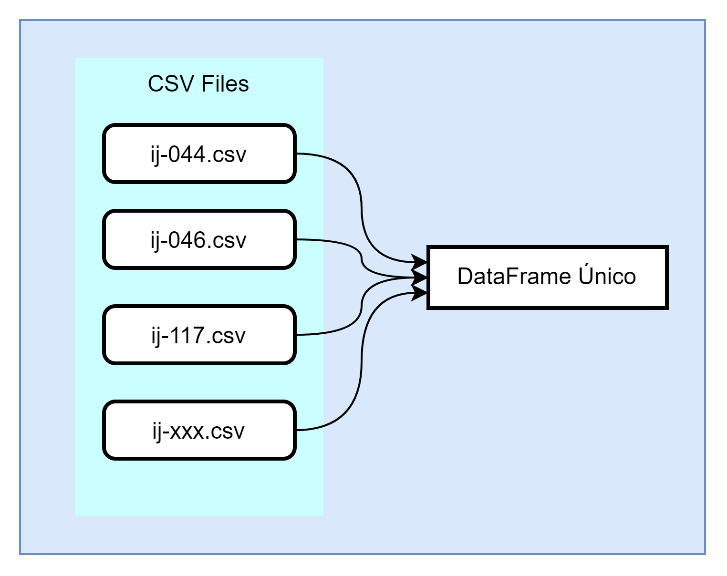 CSV Files
ij-044.csv
ij-046.csv
ij-117.csv
ij-xxx.csv
DataFrame Único